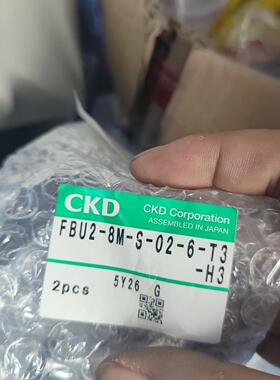 CKD CKD Corporation
ASSEMBLED IN JAPAN
FBU2-8M-S-02-6-T3
-H3
2pcs 5Y26 G